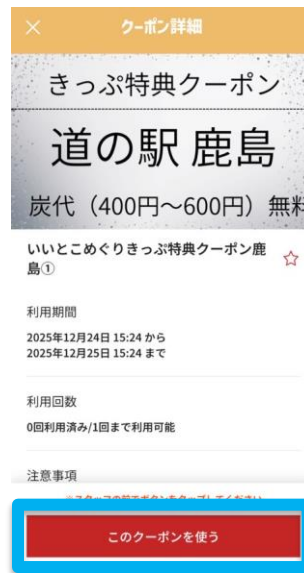 クーポン詳細
きっぷ特典クーポン
道の駅 鹿島
炭代（400円～600円）無料
いいとこめぐりきっぷ特典クーポン鹿
島①
利用期間
2025年12月24日 15:24 から
2025年12月25日 15:24 まで
利用回数
0回利用済み/1回まで利用可能
注意事項
このクーポンを使う